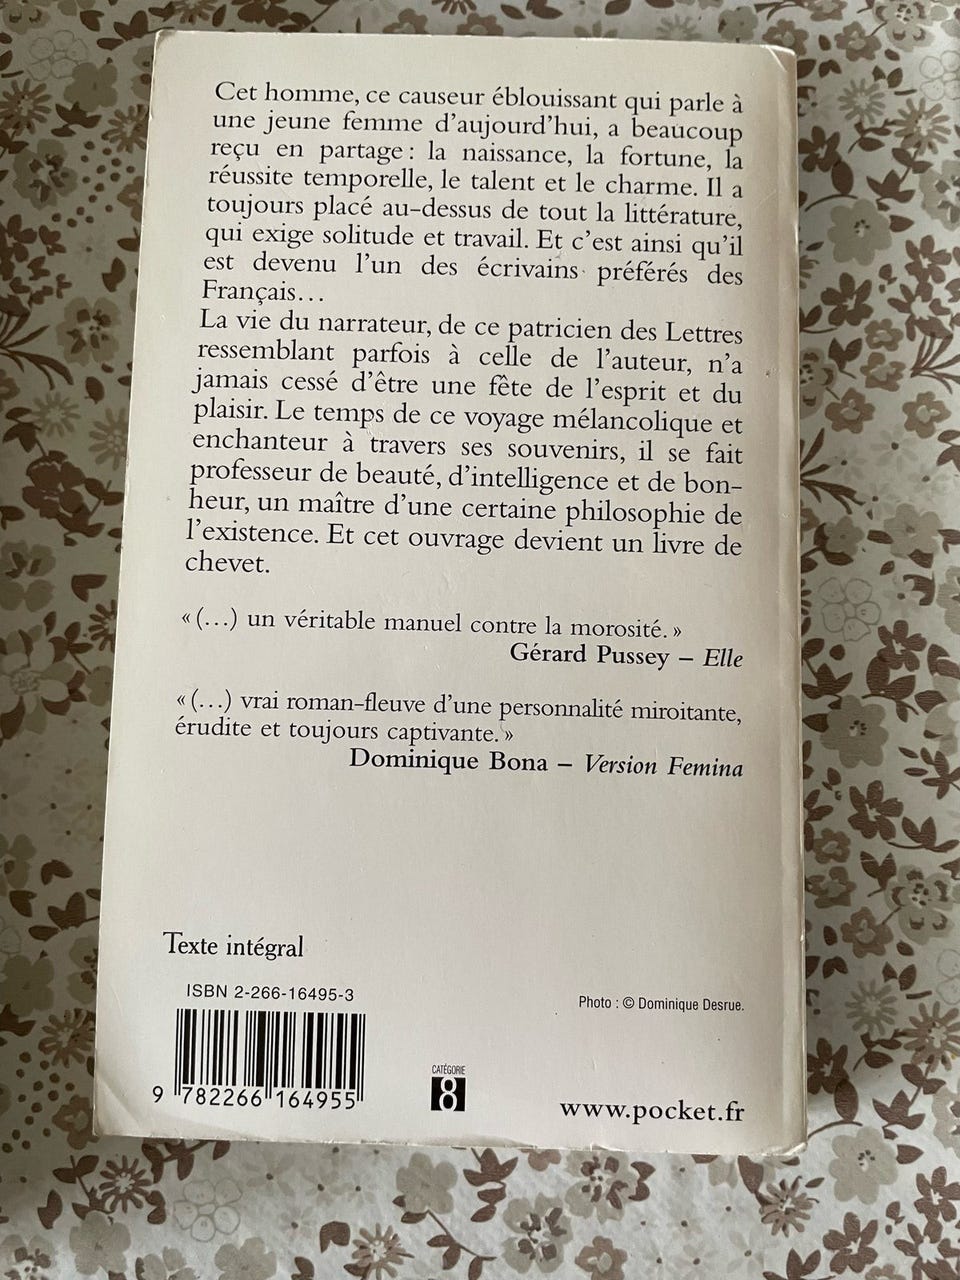 Cet homme, ce causeur éblouissant qui parle à
une jeune femme d'aujourd'hui, a beaucoup
reçu en partage : la naissance, la fortune, la
réussite temporelle, le talent et le charme. Il a
toujours placé au-dessus de tout la littérature,
qui exige solitude et travail. Et c'est ainsi qu'il
est devenu l'un des écrivains préférés des
Français…
La vie du narrateur, de ce patricien des Lettres
ressemblant parfois à celle de l'auteur, n'a
jamais cessé d'être une fête de l'esprit et du
plaisir. Le temps de ce voyage mélancolique et
enchanteur à travers ses souvenirs, il se fait
professeur de beauté, d'intelligence et de bon-
heur, un maître d'une certaine philosophie de
l'existence. Et cet ouvrage devient un livre de
chevet.
« (…) un véritable manuel contre la morosité. »
Gérard Pussey – Elle
« (…) vrai roman-fleuve d'une personnalité miroitante,
érudite et toujours captivante. »
Dominique Bona – Version Femina
Texte intégral
ISBN 2-266-16495-3
Photo : © Dominique Desrue.
9 782266 164955
CATÉGORIE
8
www.pocket.fr